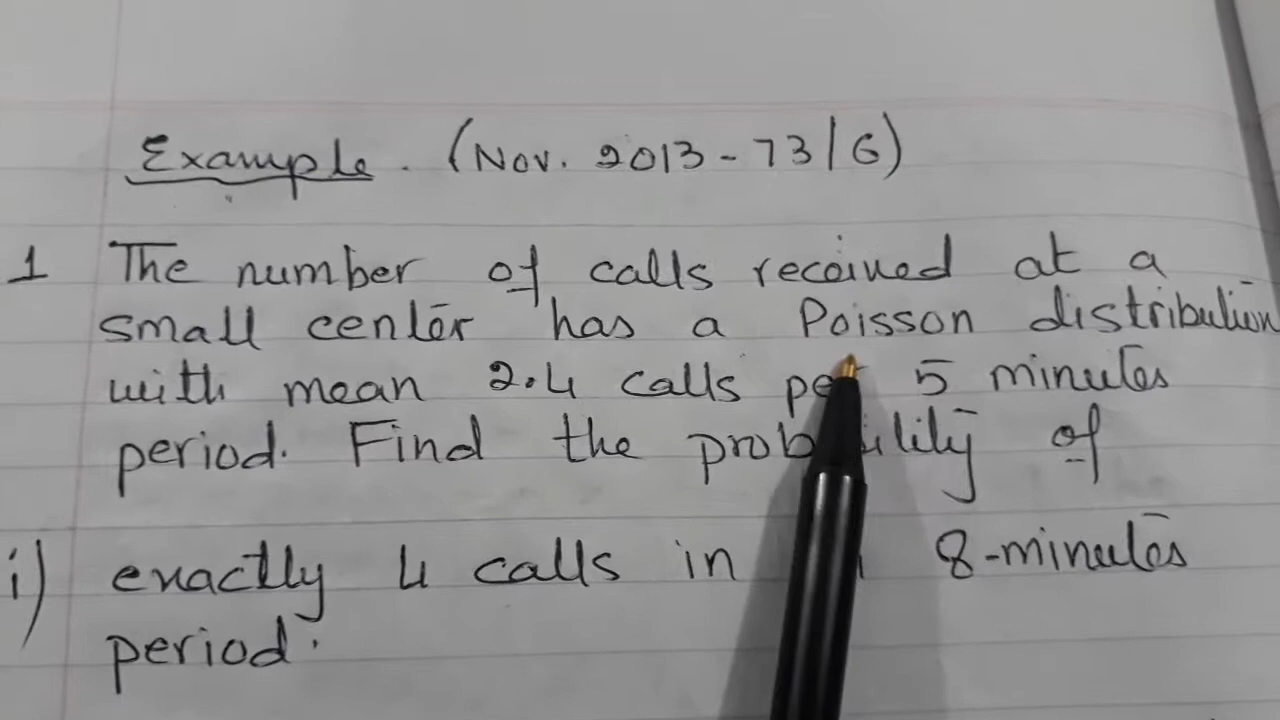 Example. (Nov. 2013-73/6)
1 The number of calls received at a
small center has a Poisson distribution
with mean 2.4 calls per 5 minutes
period. Find the probability of
i) exactly 4 calls in 8-minutes
period.